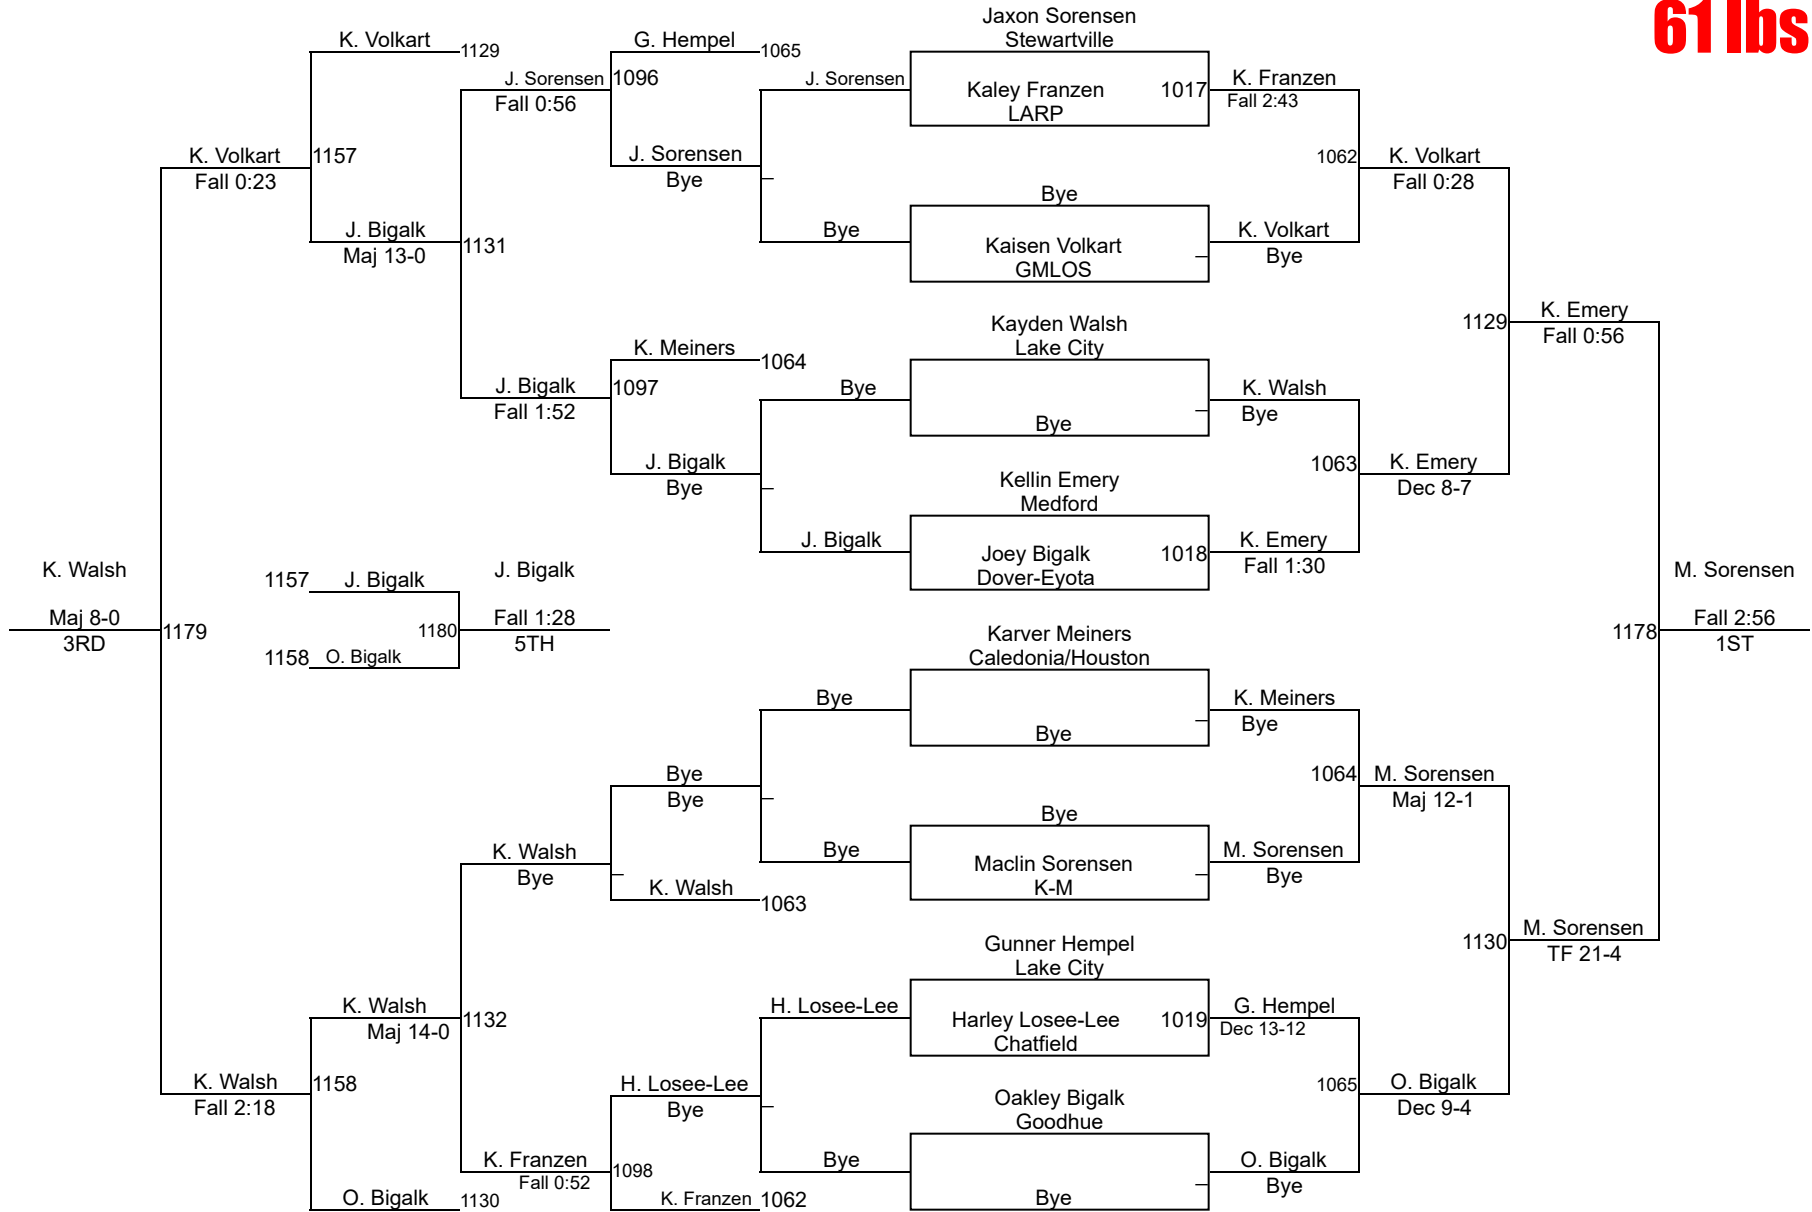 Jaxon Sorensen
61 lbs
K. Volkart
1129
G. Hempel
1065
Stewartville
J. Sorensen
1096
Fall 0:56
J. Sorensen
Kaley Franzen
1017
LARP
K. Franzen
Fall 2:43
K. Volkart
1157
Fall 0:23
J. Sorensen
Bye
1062
K. Volkart
Fall 0:28
Bye
J. Bigalk
Maj 13-0
1131
Bye
Kaisen Volkart
GMLOS
K. Volkart
Bye
Kayden Walsh
Lake City
1129
K. Emery
Fall 0:56
K. Meiners
1064
J. Bigalk
1097
Fall 1:52
Bye
Bye
K. Walsh
Bye
J. Bigalk
Bye
1063
K. Emery
Dec 8-7
Kellin Emery
Medford
J. Bigalk
Joey Bigalk
1018
Dover-Eyota
K. Emery
Fall 1:30
K. Walsh
Maj 8-0
3RD
1179
1157
J. Bigalk
1158
O. Bigalk
1180
J. Bigalk
Fall 1:28
5TH
M. Sorensen
1178
Fall 2:56
1ST
Karver Meiners
Caledonia/Houston
Bye
Bye
K. Meiners
Bye
Bye
Bye
1064
M. Sorensen
Maj 12-1
Bye
K. Walsh
Bye
Bye
Maclin Sorensen
K-M
M. Sorensen
Bye
K. Walsh
1063
Gunner Hempel
Lake City
1130
M. Sorensen
TF 21-4
K. Walsh
Maj 14-0
1132
H. Losee-Lee
Harley Losee-Lee
1019
Chatfield
G. Hempel
Dec 13-12
K. Walsh
1158
Fall 2:18
H. Losee-Lee
Bye
Oakley Bigalk
Goodhue
1065
O. Bigalk
Dec 9-4
K. Franzen
1098
Fall 0:52
Bye
Bye
O. Bigalk
Bye
O. Bigalk
1130
K. Franzen
1062